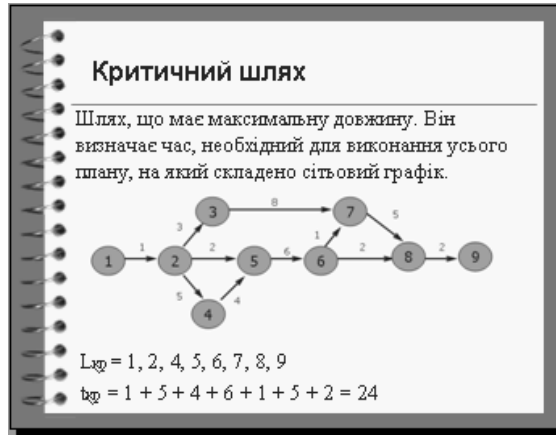 Критичний шлях
Шлях, що має максимальну довжину. Він
визначає час, необхідний для виконання усього
плану, на який складено сітьовий графік.
8
3 7
3 5
1 2 6 1 2 2
1 2 5 6 8 9
5 4
4
Lкр = 1, 2, 4, 5, 6, 7, 8, 9
tкр = 1 + 5 + 4 + 6 + 1 + 5 + 2 = 24